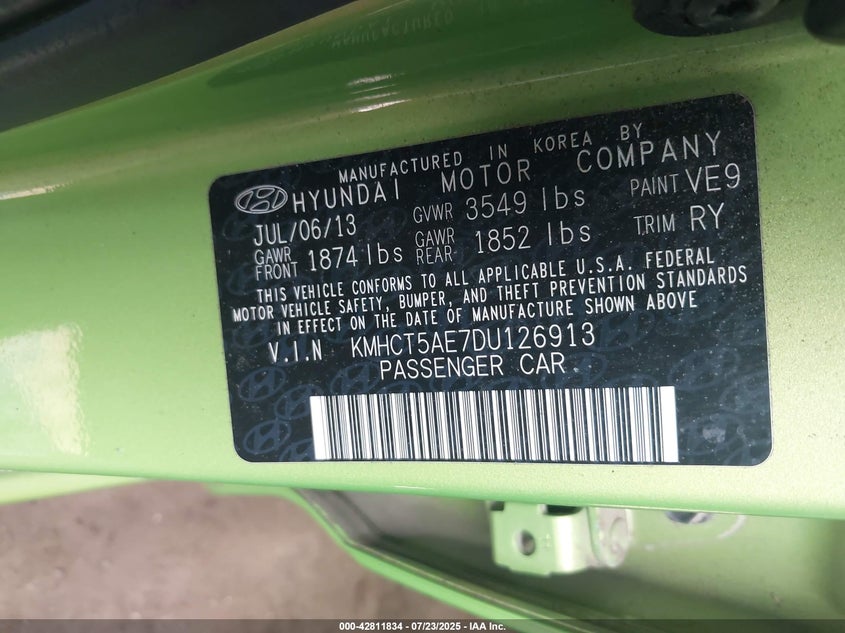 MANUFACTURED IN KOREA BY
HYUNDAI MOTOR COMPANY
JUL/06/13 GVWR 3549 lbs PAINT VE9
GAWR FRONT 1874 lbs GAWR REAR 1852 lbs TRIM RY
THIS VEHICLE CONFORMS TO ALL APPLICABLE U.S.A. FEDERAL
MOTOR VEHICLE SAFETY, BUMPER, AND THEFT PREVENTION STANDARDS
IN EFFECT ON THE DATE OF MANUFACTURE SHOWN ABOVE
V.I.N KMHCT5AE7DU126913
PASSENGER CAR
000-42811834 - 07/23/2025 - IAA Inc.